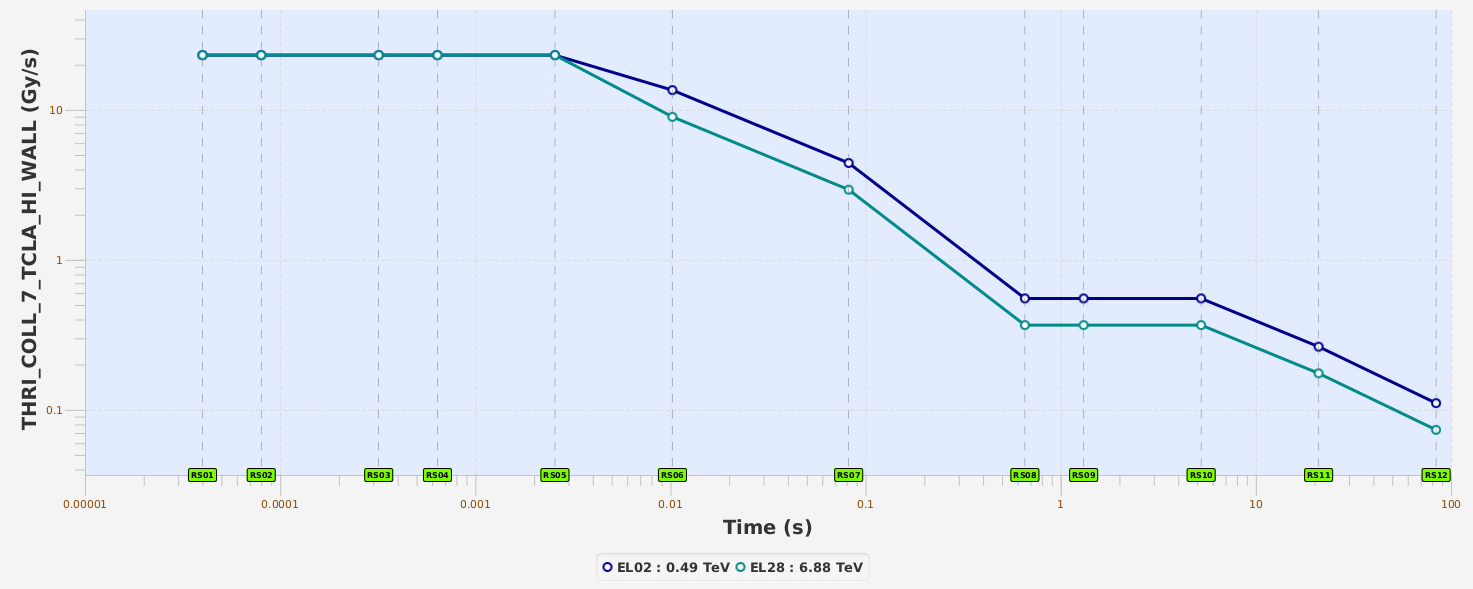 THRI_COLL_7_TCLA_HI_WALL (Gy/s)
10
1
0.1
RS01 RS02 RS03 RS04 RS05 RS06 RS07 RS08 RS09 RS10 RS11 RS12
0.00001 0.0001 0.001 0.01 0.1 1 10 100
Time (s)
EL02 : 0.49 TeV EL28 : 6.88 TeV